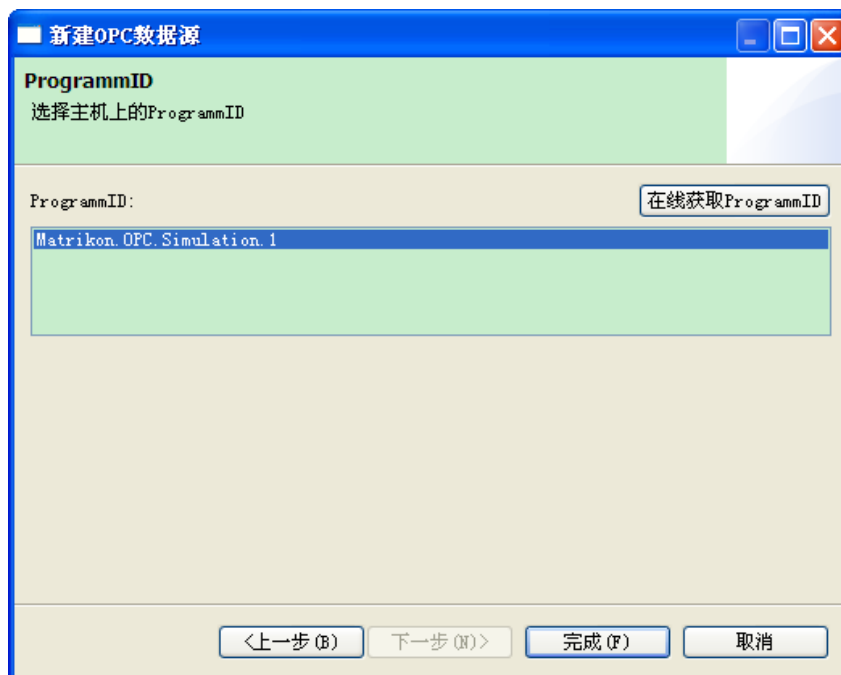 新建OPC数据源
ProgrammID
选择主机上的ProgrammID
ProgrammID:
在线获取ProgrammID
Matrikon.OPC.Simulation.1
<上一步(B)
下一步(N)>
完成(F)
取消